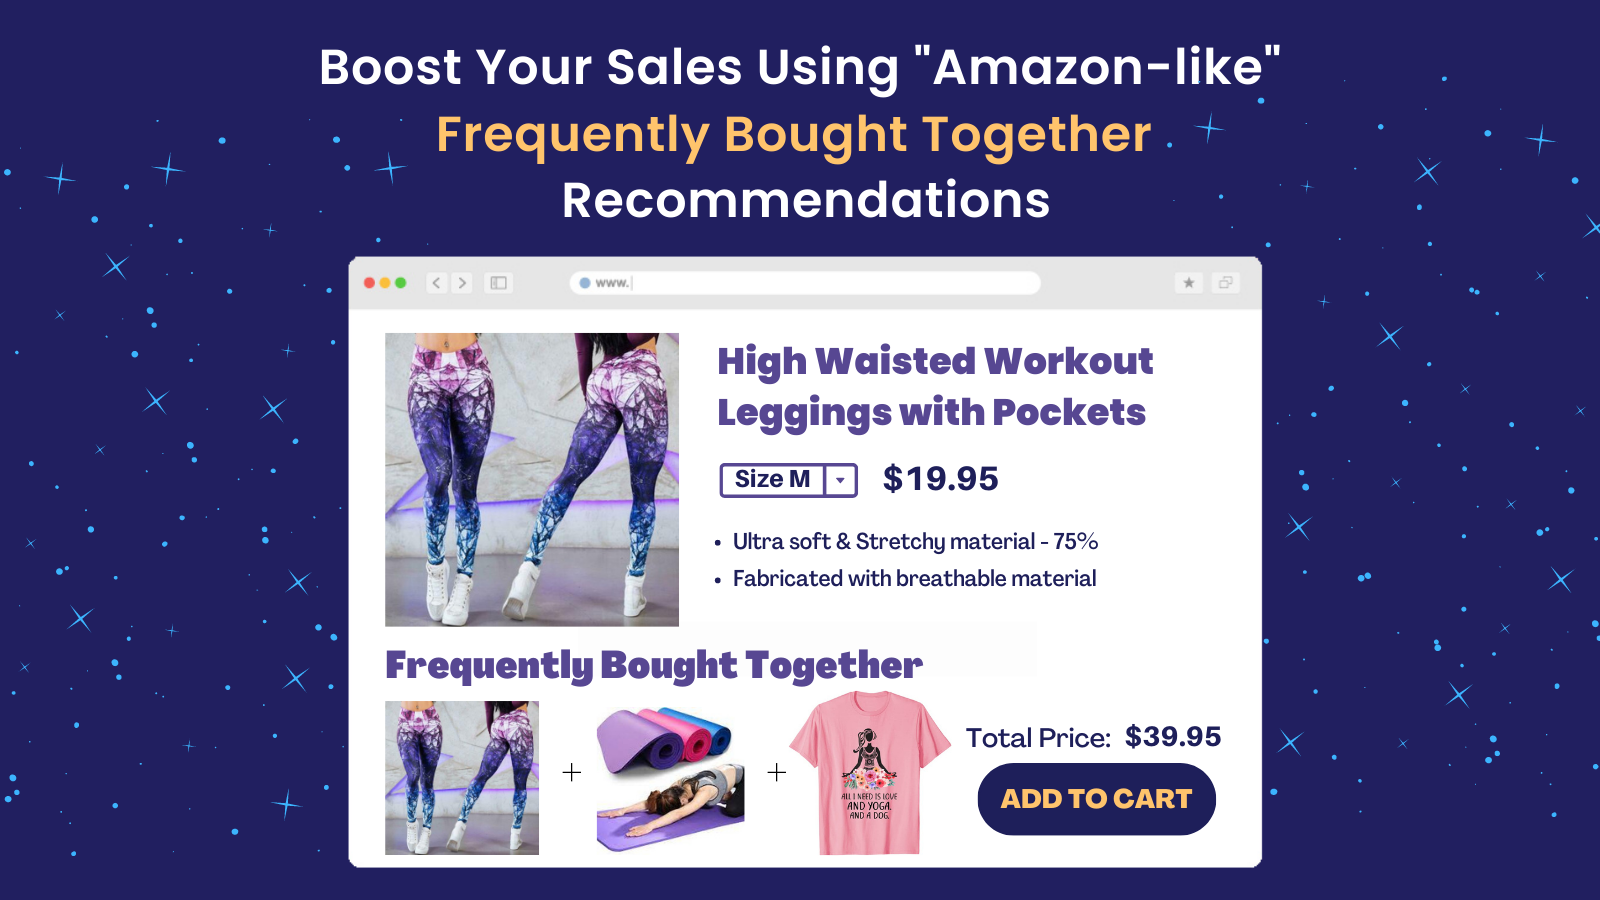 Boost Your Sales Using "Amazon-like"
Frequently Bought Together
Recommendations
www.
High Waisted Workout
Leggings with Pockets
Size M
$19.95
• Ultra soft & Stretchy material - 75%
• Fabricated with breathable material
Frequently Bought Together
+
+
ALL I NEED IS LOVE
AND YOGA.
AND A DOG.
Total Price: $39.95
ADD TO CART